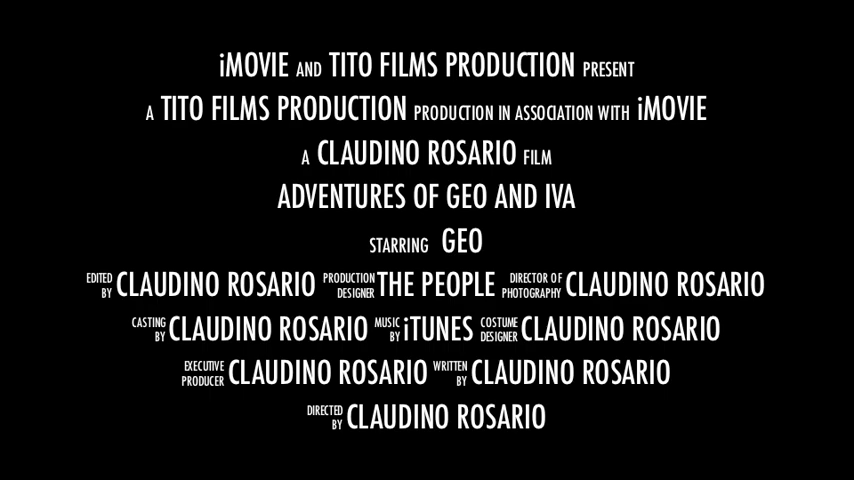 iMOVIE AND TITO FILMS PRODUCTION PRESENT
A TITO FILMS PRODUCTION PRODUCTION IN ASSOCIATION WITH iMOVIE
A CLAUDINO ROSARIO FILM
ADVENTURES OF GEO AND IVA
STARRING GEO
EDITED BY CLAUDINO ROSARIO PRODUCTION DESIGNER THE PEOPLE DIRECTOR OF PHOTOGRAPHY CLAUDINO ROSARIO
CASTING BY CLAUDINO ROSARIO MUSIC BY iTUNES COSTUME DESIGNER CLAUDINO ROSARIO
EXECUTIVE PRODUCER CLAUDINO ROSARIO WRITTEN BY CLAUDINO ROSARIO
DIRECTED BY CLAUDINO ROSARIO